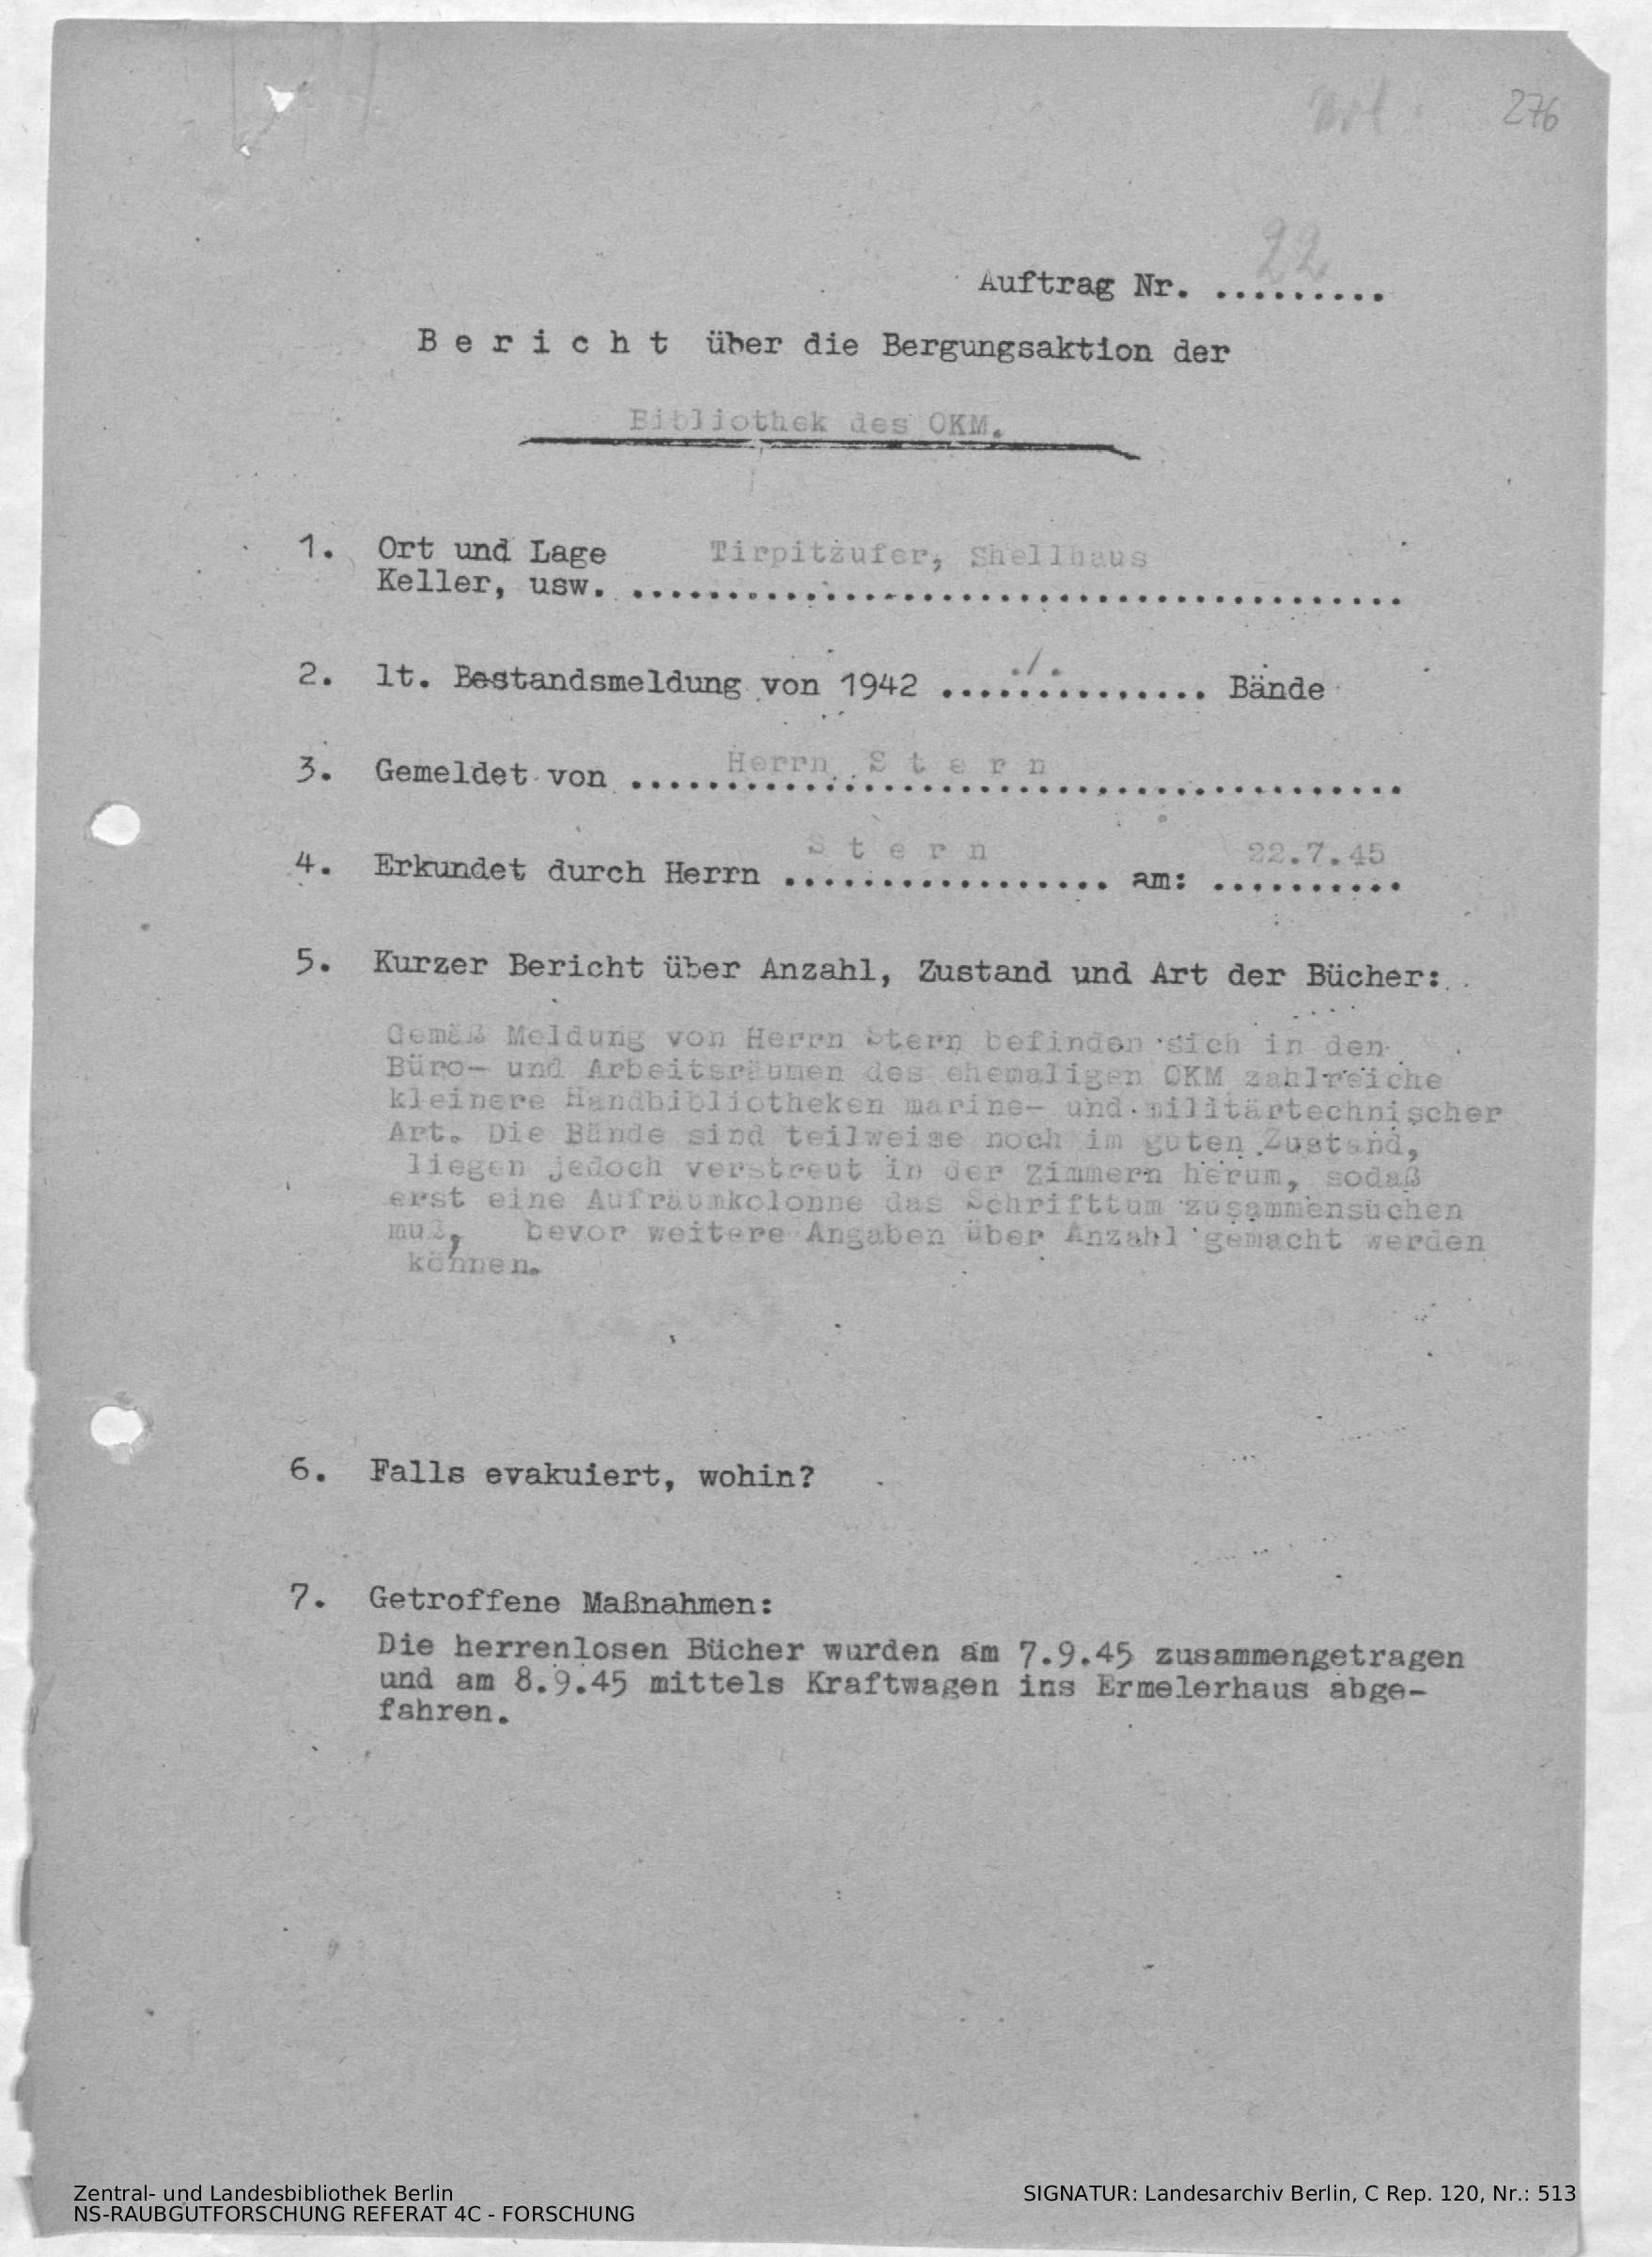 276
Auftrag Nr. ..22.......
B e r i c h t über die Bergungsaktion der
Bibliothek des OKM.
1. Ort und Lage Tirpitzufer, Shellhaus
Keller, usw. ........................................
2. lt. Bestandsmeldung von 1942 ...../......... Bände
3. Gemeldet von Herrn S t e r n
4. Erkundet durch Herrn S t e r n am: 22.7.45
5. Kurzer Bericht über Anzahl, Zustand und Art der Bücher:
Gemäß Meldung von Herrn Stern befinden sich in den
Büro- und Arbeitsräumen des ehemaligen OKM zahlreiche
kleinere Handbibliotheken marine- und militärtechnischer
Art. Die Bände sind teilweise noch im guten Zustand,
liegen jedoch verstreut in der Zimmern herum, sodaß
erst eine Aufräumkolonne das Schrifttum zusammensuchen
muß, bevor weitere Angaben über Anzahl gemacht werden
können.
6. Falls evakuiert, wohin?
7. Getroffene Maßnahmen:
Die herrenlosen Bücher wurden am 7.9.45 zusammengetragen
und am 8.9.45 mittels Kraftwagen ins Ermelerhaus abge-
fahren.
Zentral- und Landesbibliothek Berlin
NS-RAUBGUTFORSCHUNG REFERAT 4C - FORSCHUNG
SIGNATUR: Landesarchiv Berlin, C Rep. 120, Nr.: 513